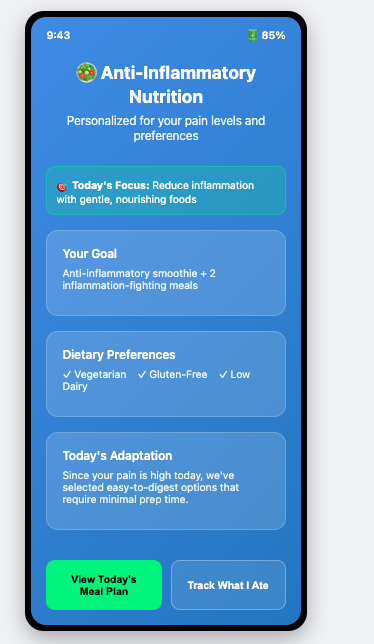 9:43
85%
Anti-Inflammatory
Nutrition
Personalized for your pain levels and
preferences
Today's Focus: Reduce inflammation
with gentle, nourishing foods
Your Goal
Anti-inflammatory smoothie + 2
inflammation-fighting meals
Dietary Preferences
✓ Vegetarian ✓ Gluten-Free ✓ Low
Dairy
Today's Adaptation
Since your pain is high today, we've
selected easy-to-digest options that
require minimal prep time.
View Today's
Meal Plan
Track What I Ate